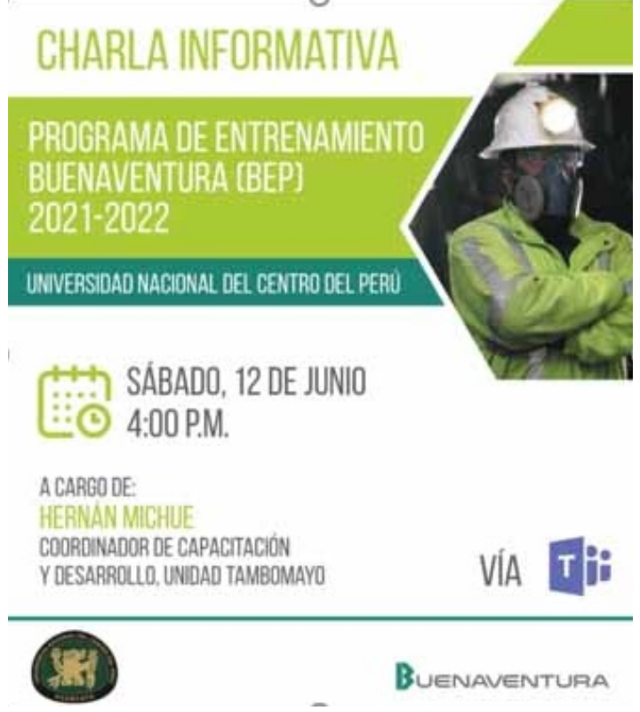 CHARLA INFORMATIVA
PROGRAMA DE ENTRENAMIENTO
BUENAVENTURA (BEP)
2021-2022
UNIVERSIDAD NACIONAL DEL CENTRO DEL PERÚ
SÁBADO, 12 DE JUNIO
4:00 P.M.
A CARGO DE:
HERNÁN MICHUE
COORDINADOR DE CAPACITACIÓN
Y DESARROLLO, UNIDAD TAMBOMAYO
VÍA
T
BUENAVENTURA